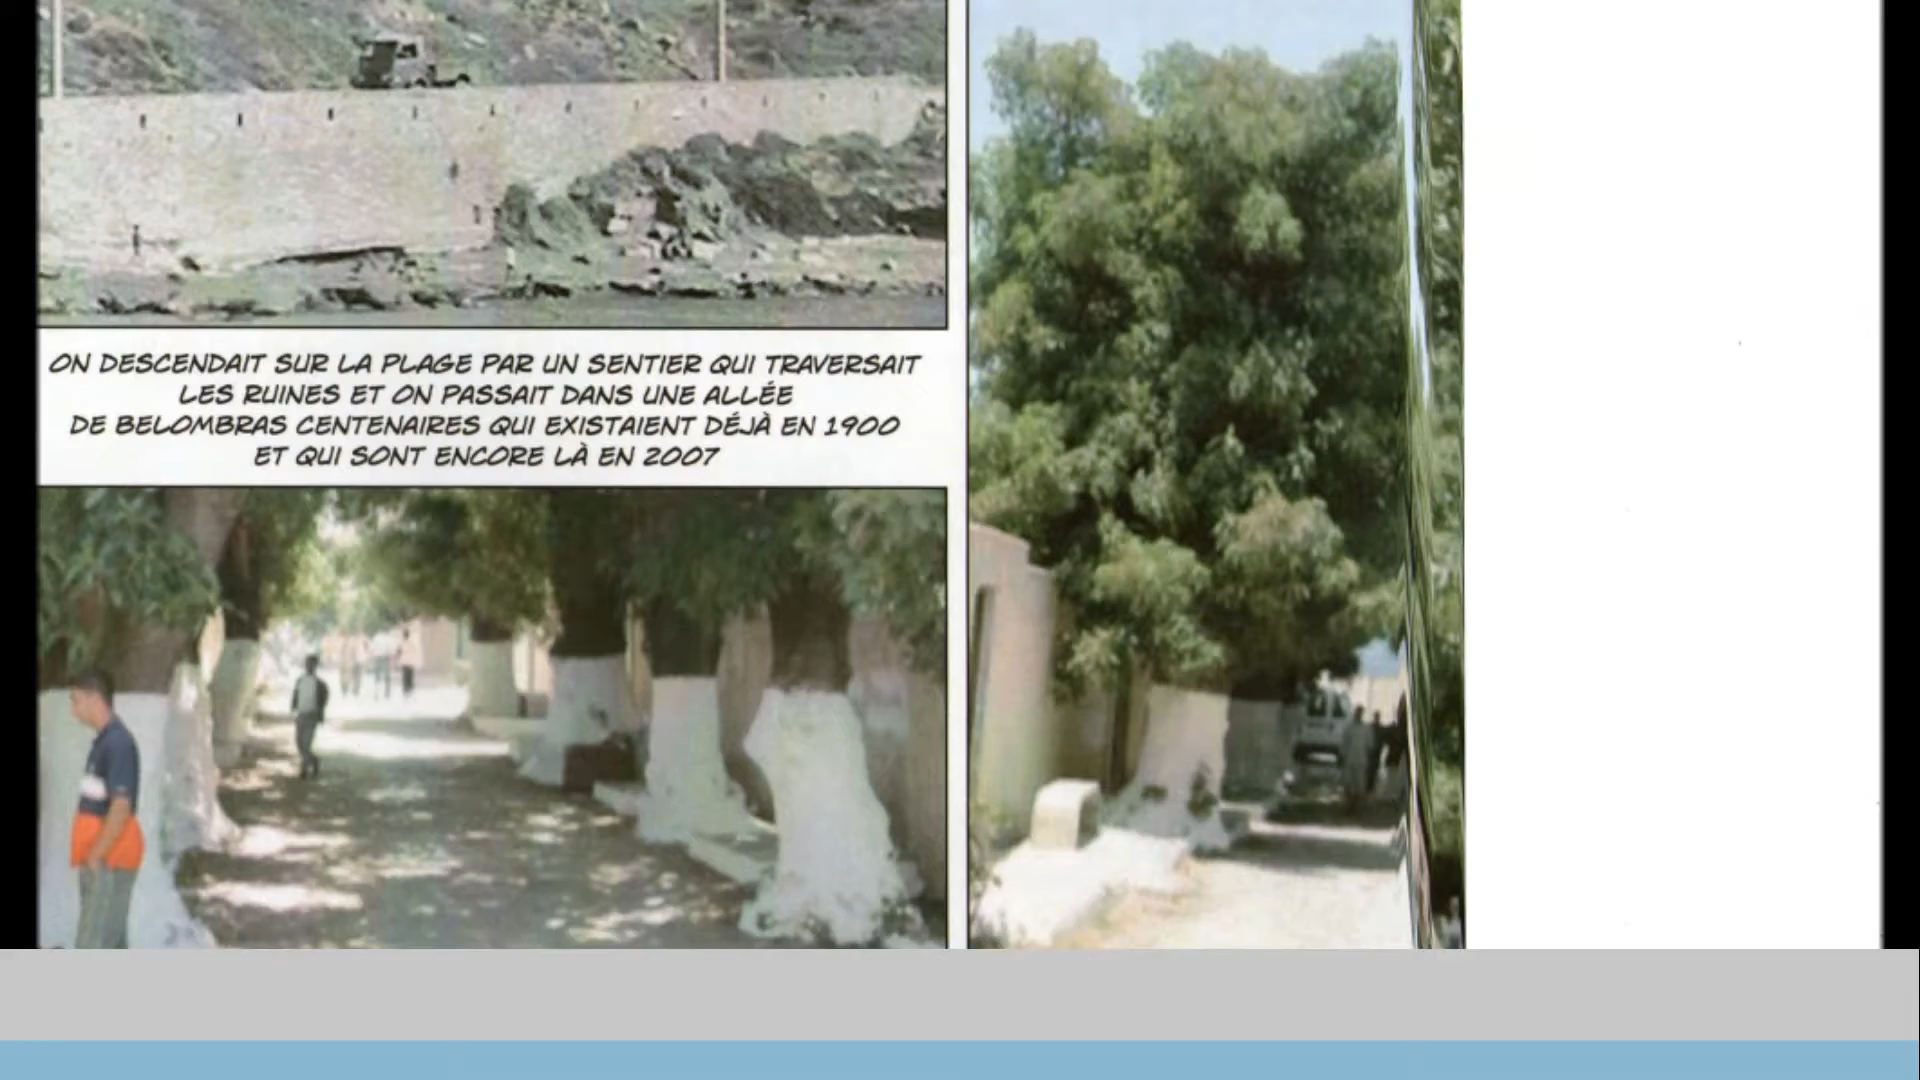 ON DESCENDAIT SUR LA PLAGE PAR UN SENTIER QUI TRAVERSAIT
LES RUINES ET ON PASSAIT DANS UNE ALLÉE
DE BELOMBRAS CENTENAIRES QUI EXISTAIENT DÉJÀ EN 1900
ET QUI SONT ENCORE LÀ EN 2007